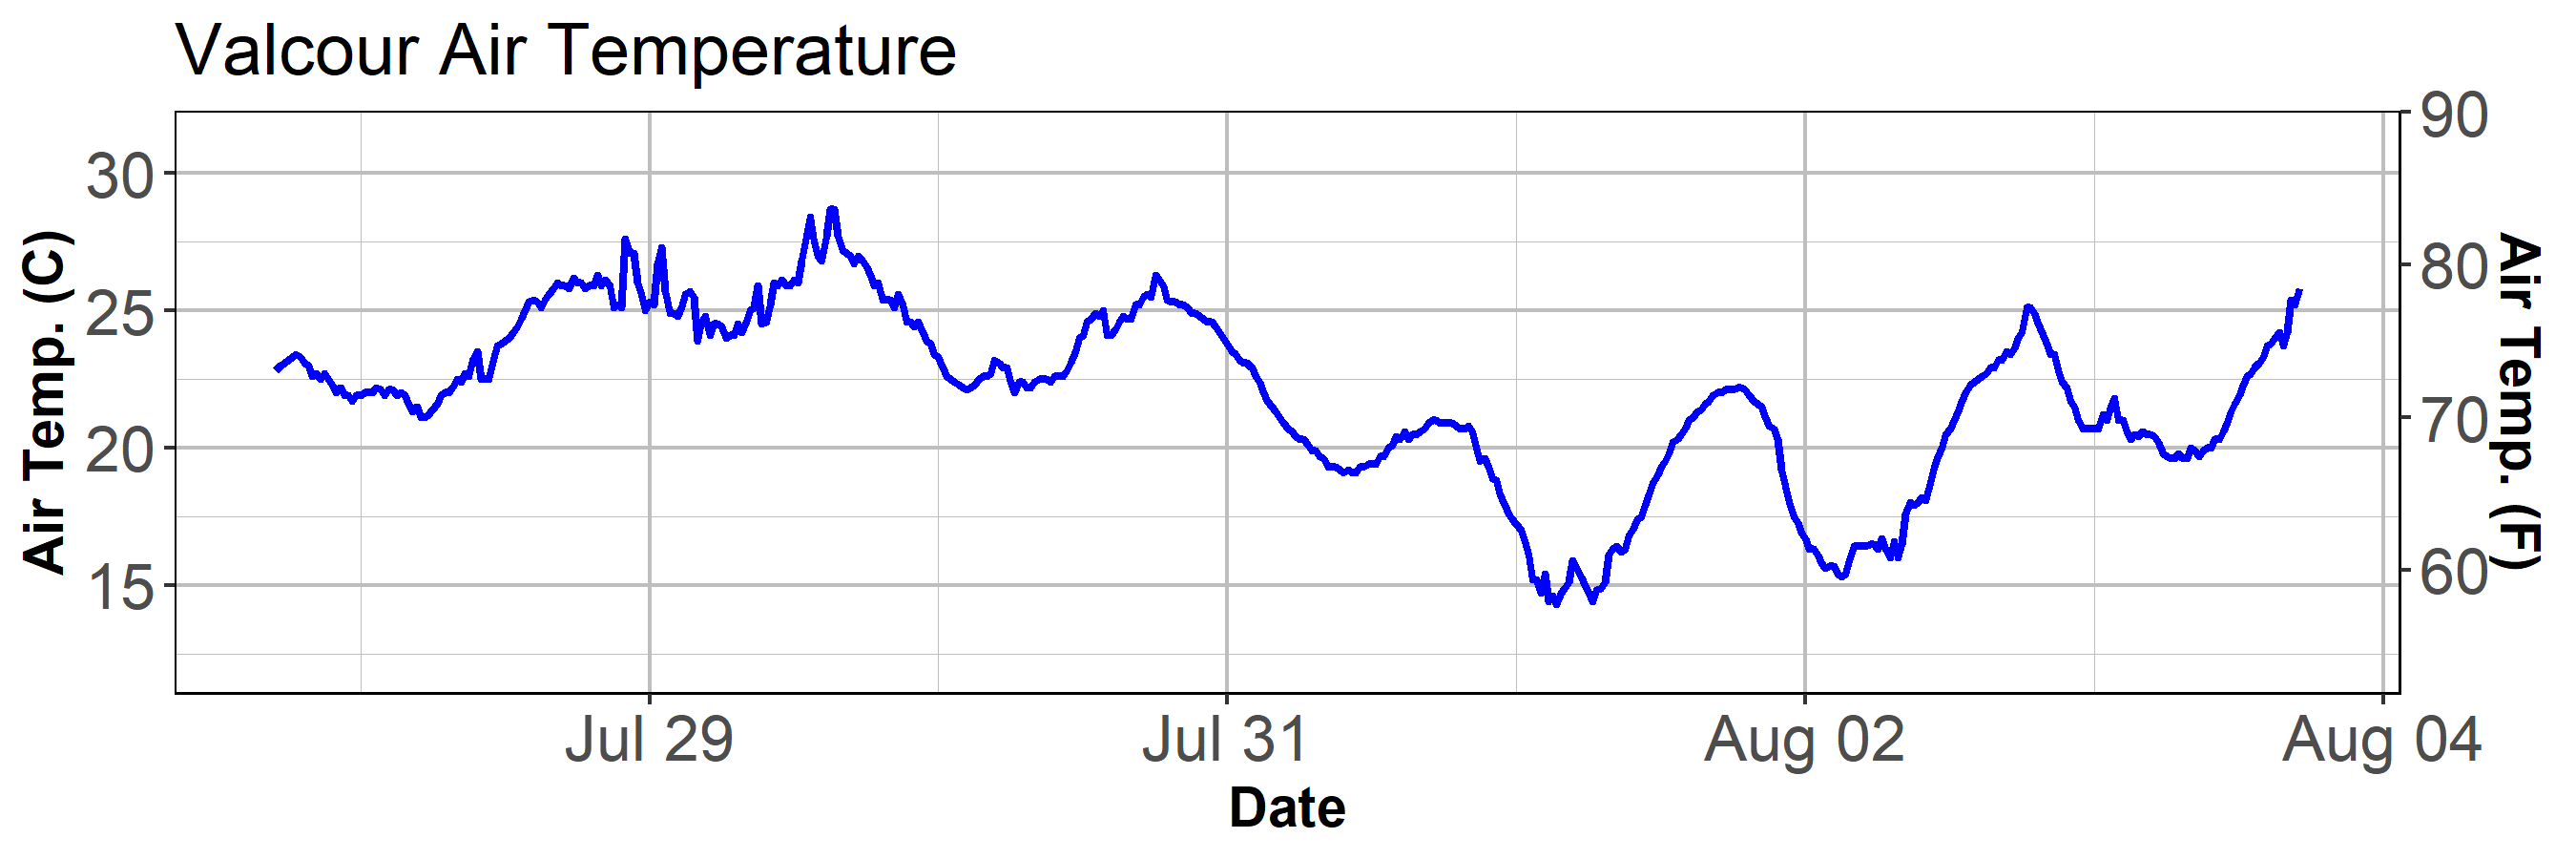 Valcour Air Temperature
Air Temp. (C)
30
25
20
15
90
80
70
60
Air Temp. (F)
Jul 29
Jul 31
Aug 02
Aug 04
Date